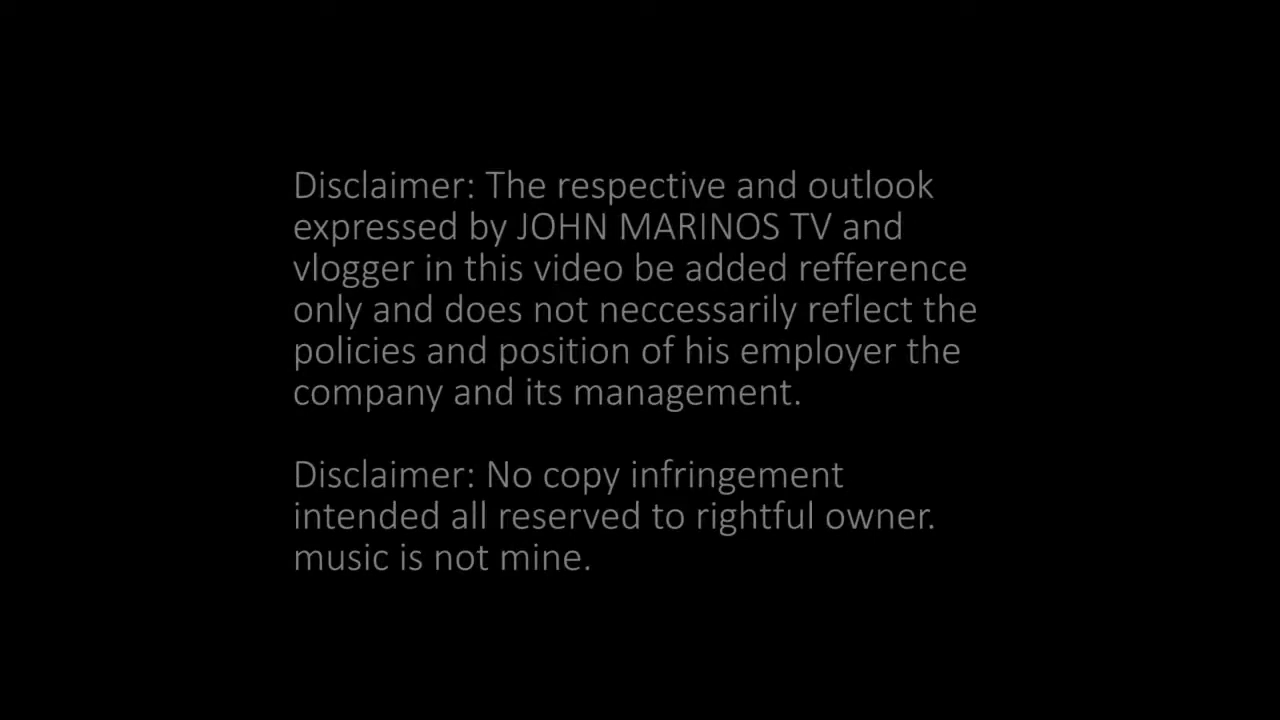 Disclaimer: The respective and outlook
expressed by JOHN MARINOS TV and
vlogger in this video be added refference
only and does not neccessarily reflect the
policies and position of his employer the
company and its management.
Disclaimer: No copy infringement
intended all reserved to rightful owner.
music is not mine.